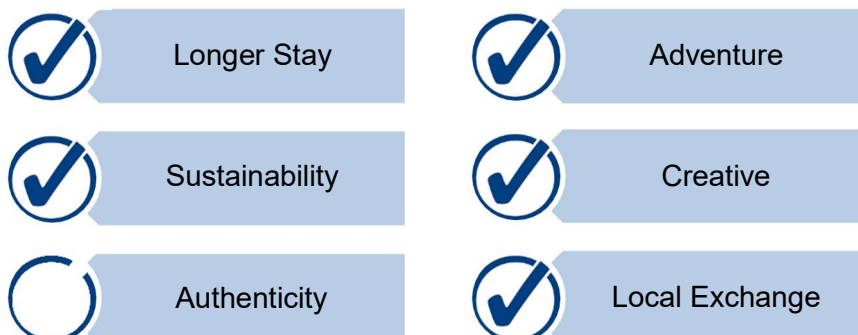 Longer Stay
Adventure
Sustainability
Creative
Authenticity
Local Exchange